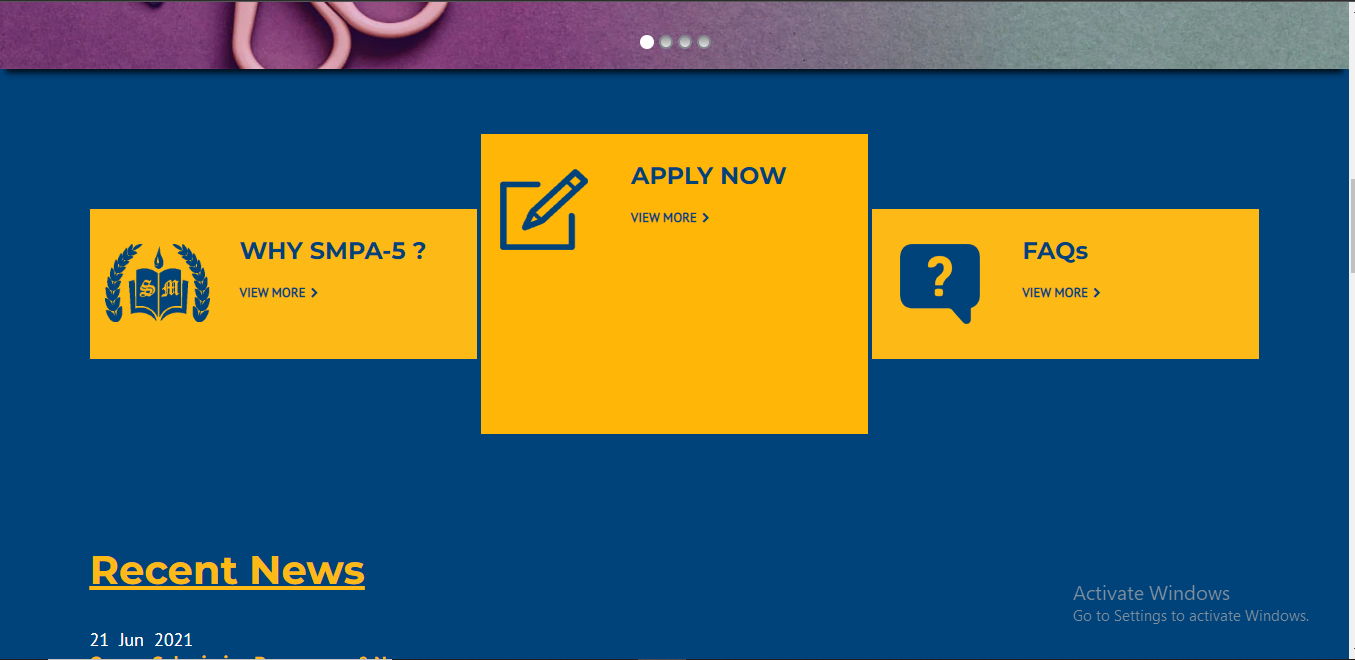 APPLY NOW
VIEW MORE
WHY SMPA-5 ?
VIEW MORE
S M
FAQs
VIEW MORE
?
Recent News
21 Jun 2021
Activate Windows
Go to Settings to activate Windows.